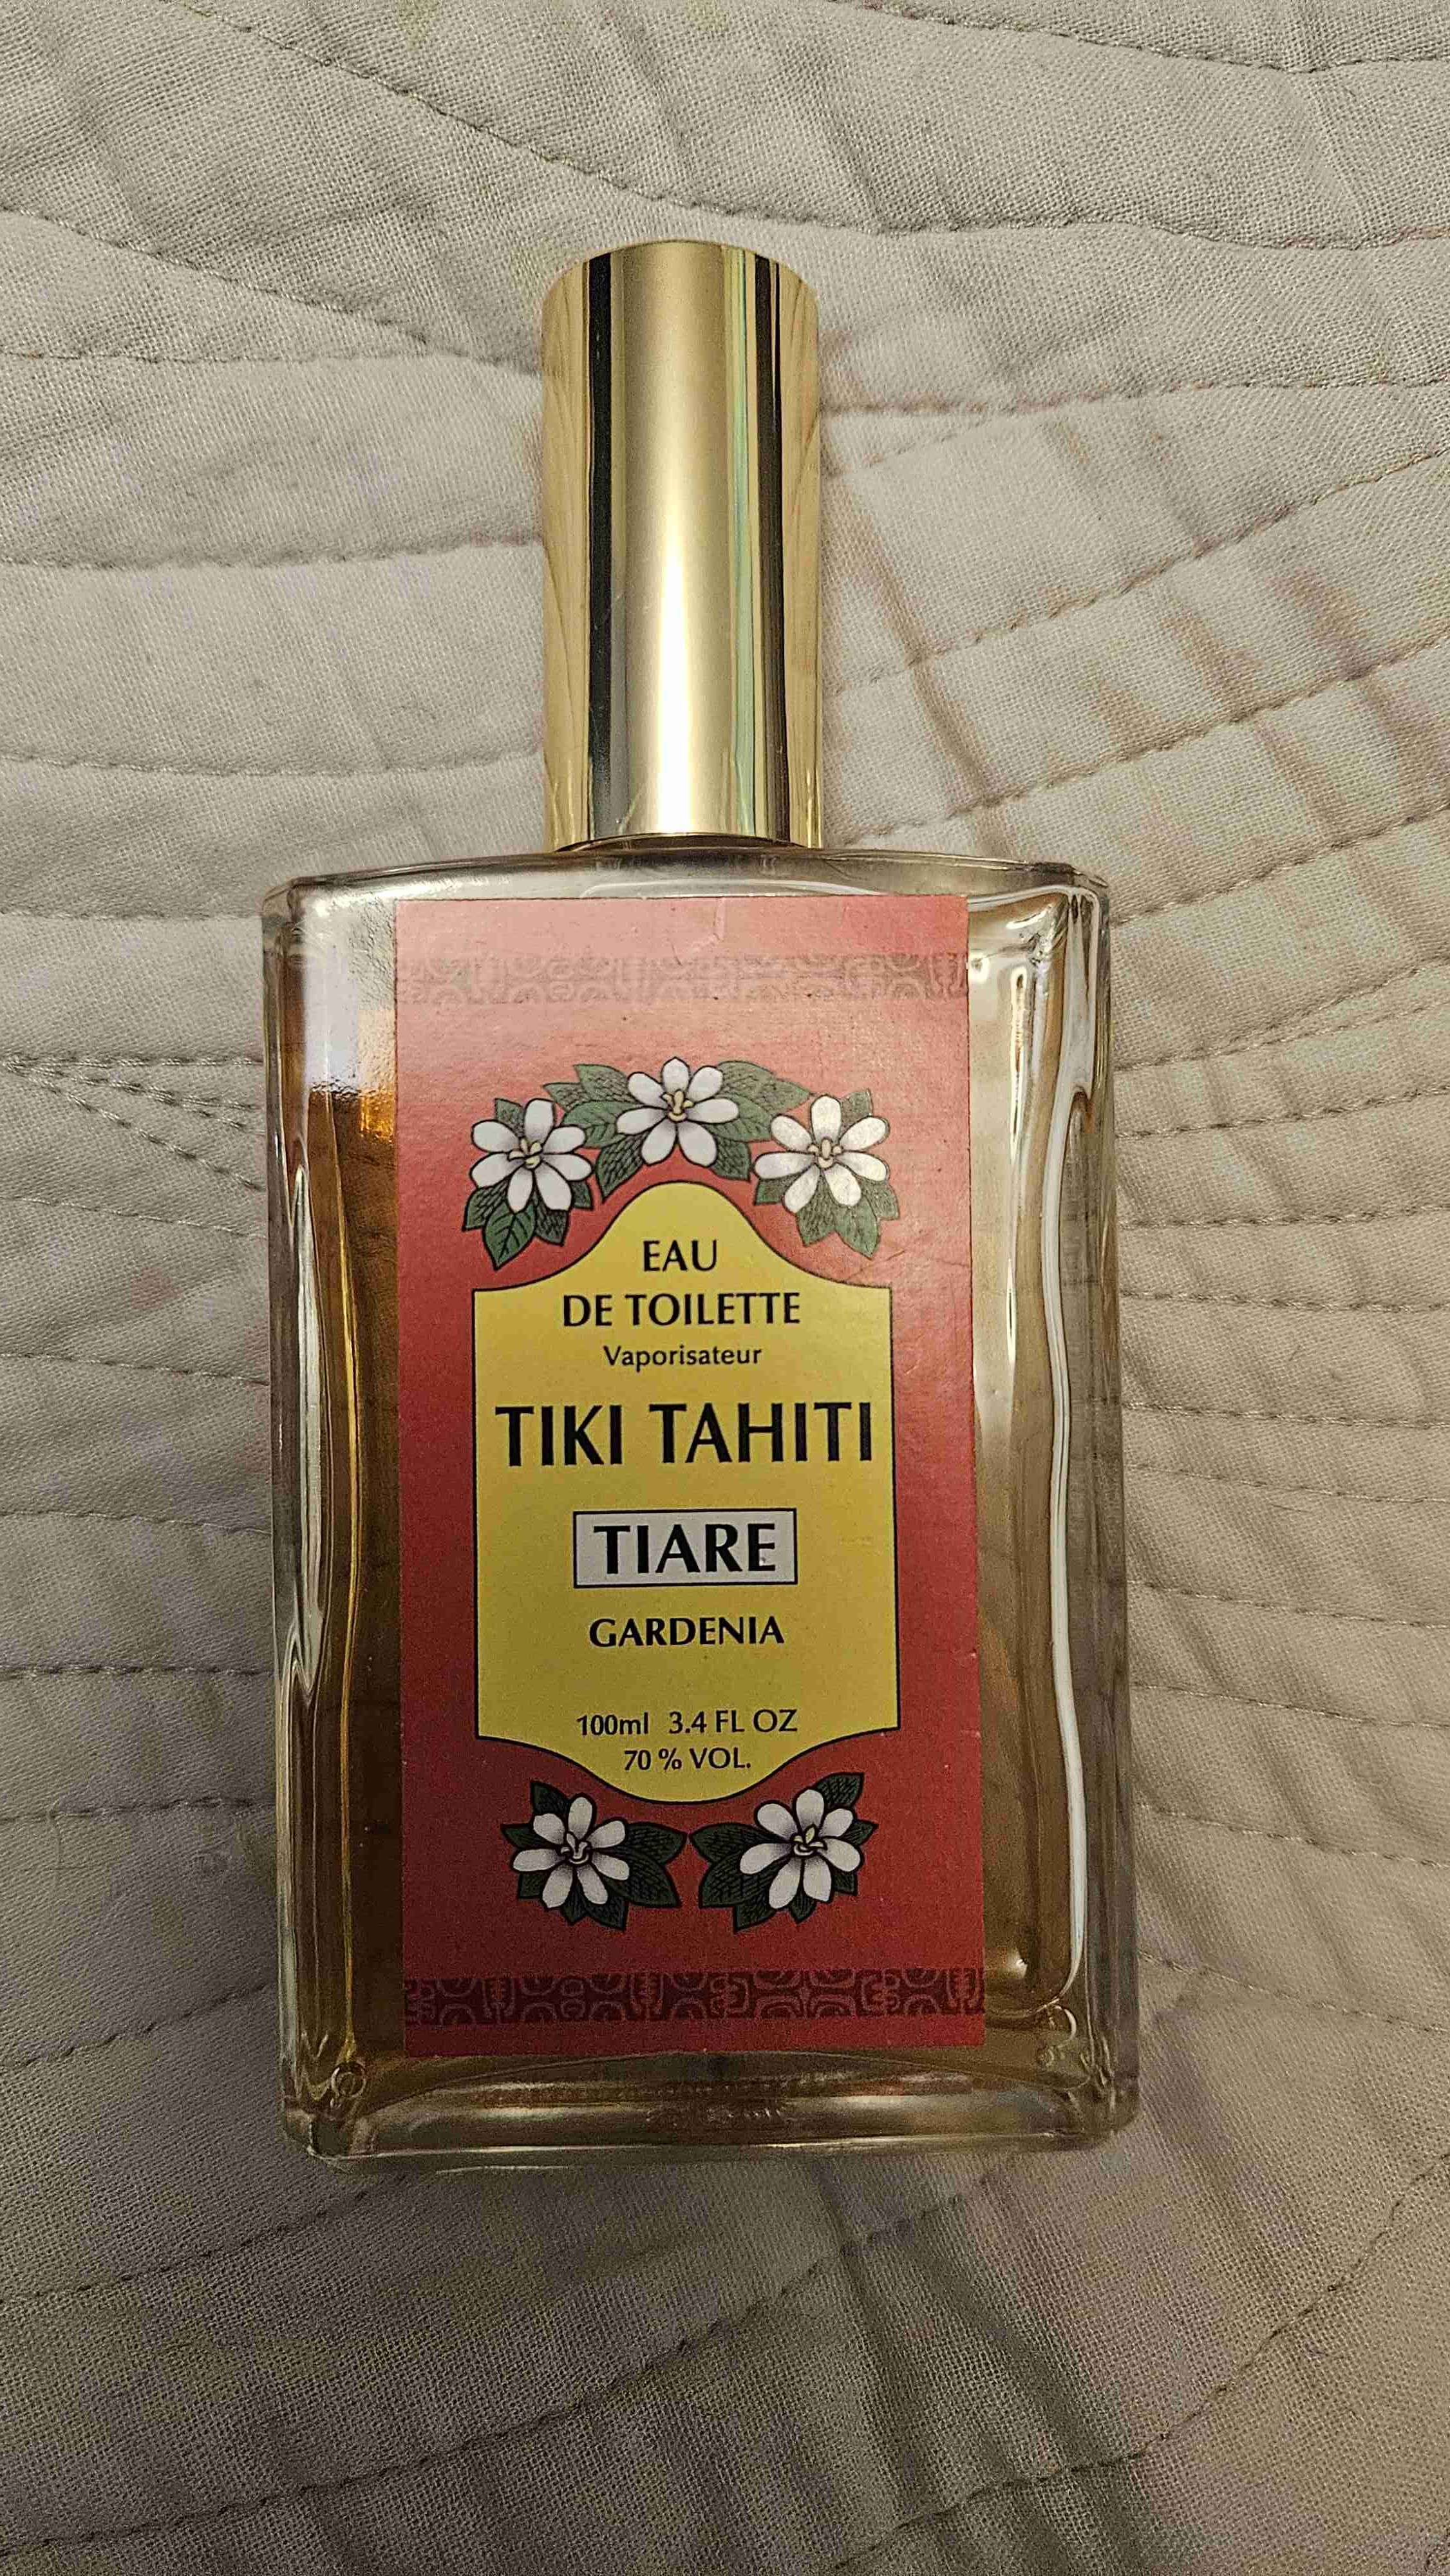 EAU
DE TOILETTE
Vaporisateur
TIKI TAHITI
TIARE
GARDENIA
100ml 3.4 FL OZ
70 % VOL.